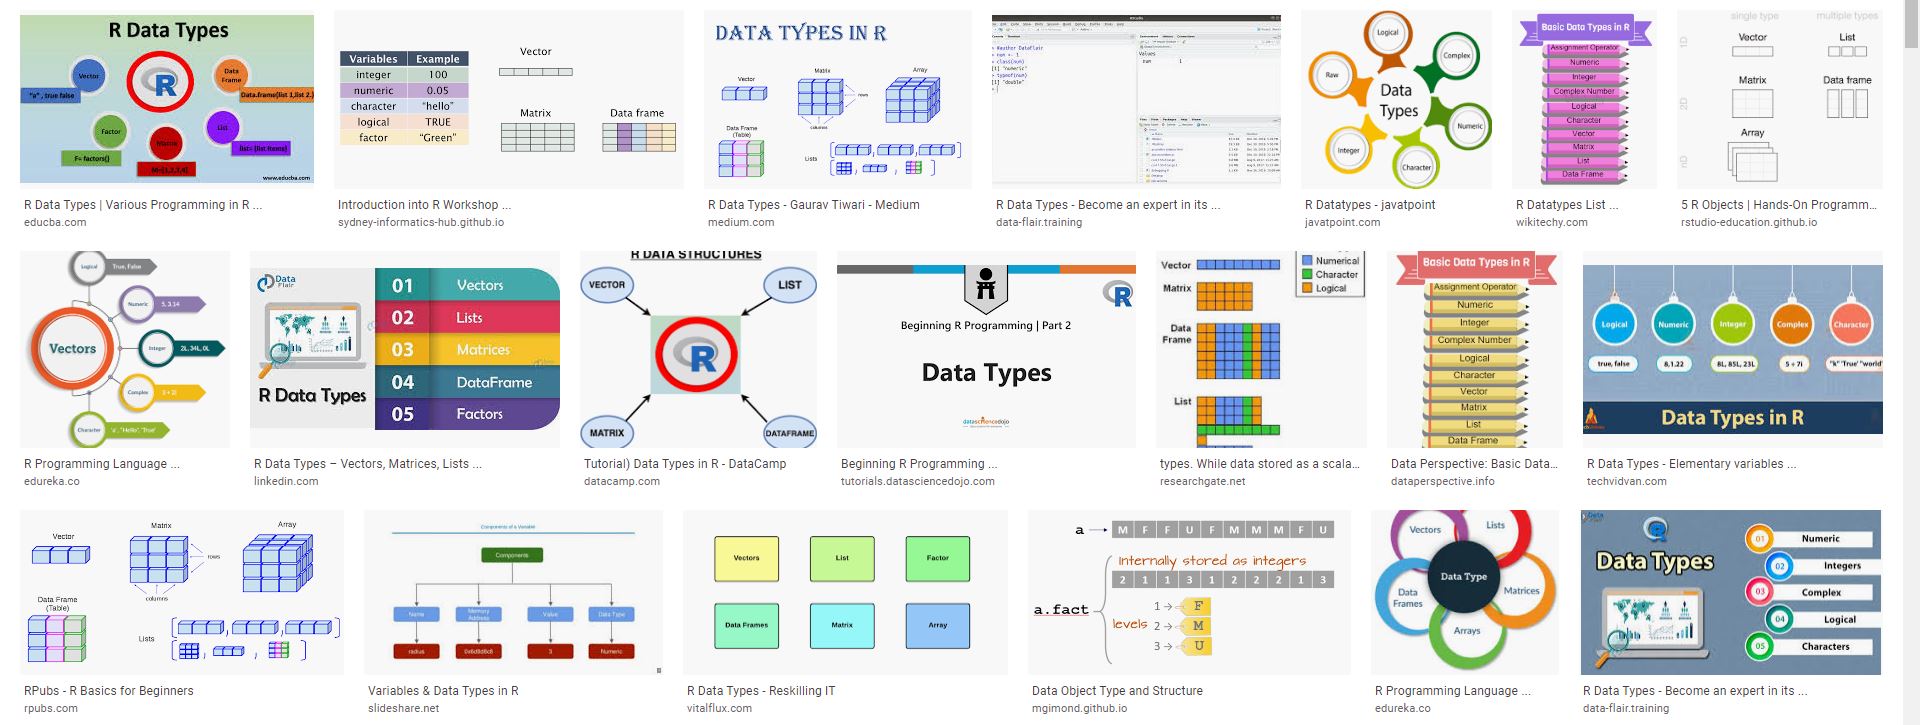 R Data Types
Vector
Data
Frame
"a" , true false
Data.frame(list 1,list 2.)
Factor
List
Matrix
F= factors()
list= (list items)
www.educba.com
R Data Types | Various Programming in R ...
educba.com
Variables Example
integer 100
numeric 0.05
character "hello"
logical TRUE
factor "Green"
Vector
Matrix
Data frame
Introduction into R Workshop ...
sydney-informatics-hub.github.io
DATA TYPES IN R
Vector
Matrix
Array
rows
columns
Data Frame
(Table)
Lists
R Data Types - Gaurav Tiwari - Medium
medium.com
R Data Types - Become an expert in its ...
data-flair.training
Logical
Complex
Raw
Data
Types
Numeric
Integer
Character
R Datatypes - javatpoint
javatpoint.com
Basic Data Types in R
Assignment Operator
Numeric
Integer
Complex Number
Logical
Character
Vector
Matrix
List
Data Frame
R Datatypes List ...
wikitechy.com
single type multiple types
1D
Vector
List
2D
Matrix
Data frame
nD
Array
5 R Objects | Hands-On Programm...
rstudio-education.github.io
Logical True, False
Numeric 5, 3.14
Vectors
Integer 2L, 34L, 0L
Complex 3 + 2i
Character 'a', "Hello", 'True'
R Programming Language ...
edureka.co
Data
Flair
R Data Types
01 Vectors
02 Lists
03 Matrices
04 DataFrame
05 Factors
R Data Types – Vectors, Matrices, Lists ...
linkedin.com
R DATA STRUCTURES
VECTOR
LIST
R
MATRIX
DATAFRAME
Tutorial) Data Types in R - DataCamp
datacamp.com
R
Beginning R Programming | Part 2
Data Types
datasciencedojo
Beginning R Programming ...
tutorials.datasciencedojo.com
Vector
Matrix
Data
Frame
List
Numerical
Character
Logical
types. While data stored as a scala...
researchgate.net
Basic Data Types in R
Assignment Operator
Numeric
Integer
Complex Number
Logical
Character
Vector
Matrix
List
Data Frame
Data Perspective: Basic Data...
dataperspective.info
Logical
Numeric
Integer
Complex
Character
true, false
8,1.22
8L, 85L, 23L
5 + 7i
"k" "True" "world"
Data Types in R
R Data Types - Elementary variables ...
techvidvan.com
Vector
Matrix
Array
rows
columns
Data Frame
(Table)
Lists
RPubs - R Basics for Beginners
rpubs.com
Components of a Variable
Components
Name
Memory
Address
Value
Data Type
radius
3
Numeric
Variables & Data Types in R
slideshare.net
Vectors
List
Factor
Data Frames
Matrix
Array
R Data Types - Reskilling IT
vitalflux.com
a M F F U F M M M F U
Internally stored as integers
2 1 1 3 1 2 2 2 1 3
a.fact
levels
1 F
2 M
3 U
Data Object Type and Structure
mgimond.github.io
Vectors
Lists
Data Type
Data
Frames
Matrices
Arrays
R Programming Language ...
edureka.co
Data Types
01 Numeric
02 Integers
03 Complex
04 Logical
05 Characters
R Data Types - Become an expert in its ...
data-flair.training